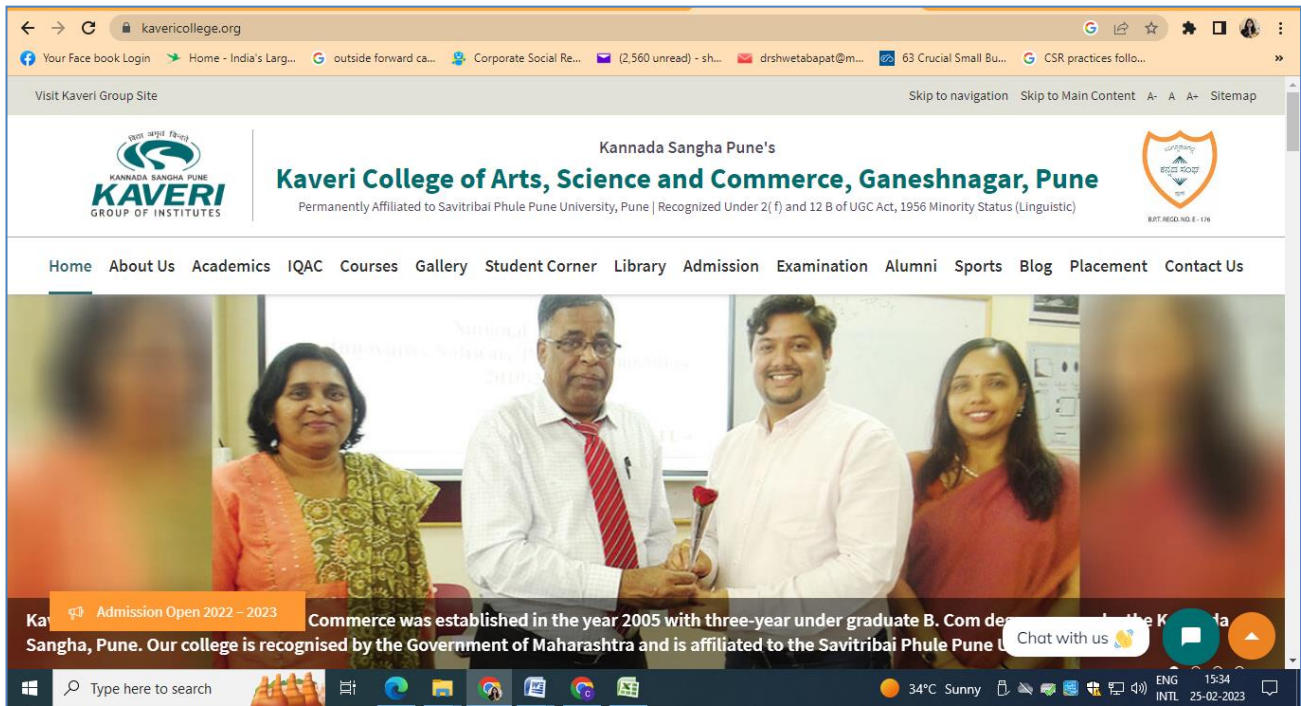 kavericollege.org
Your Face book Login Home - India's Larg... outside forward ca... Corporate Social Re... (2,560 unread) - sh... drshwetabapat@m... 63 Crucial Small Bu... CSR practices follo... »
Visit Kaveri Group Site Skip to navigation Skip to Main Content A- A A+ Sitemap
KANNADA SANGHA PUNE
KAVERI
GROUP OF INSTITUTES
Kannada Sangha Pune's
Kaveri College of Arts, Science and Commerce, Ganeshnagar, Pune
Permanently Affiliated to Savitribai Phule Pune University, Pune | Recognized Under 2( f) and 12 B of UGC Act, 1956 Minority Status (Linguistic)
ಕನ್ನಡ ಸಂಘ
B.P.T. REGD. NO. E - 176
Home About Us Academics IQAC Courses Gallery Student Corner Library Admission Examination Alumni Sports Blog Placement Contact Us
Admission Open 2022 – 2023
Commerce was established in the year 2005 with three-year under graduate B. Com
Sangha, Pune. Our college is recognised by the Government of Maharashtra and is affiliated to the Savitribai Phule Pune
Chat with us
Type here to search
34°C Sunny
ENG 15:34
INTL 25-02-2023